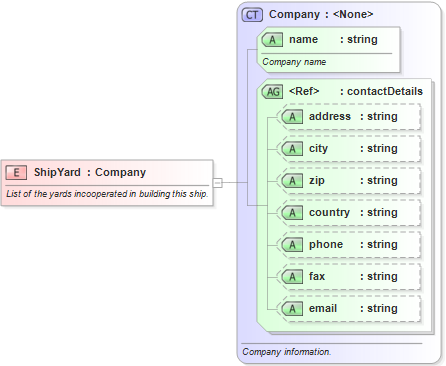 CT Company : <None>
A name : string
Company name
AG <Ref> : contactDetails
A address : string
A city : string
A zip : string
A country : string
A phone : string
A fax : string
A email : string
E ShipYard : Company
List of the yards incooperated in building this ship.
Company information.